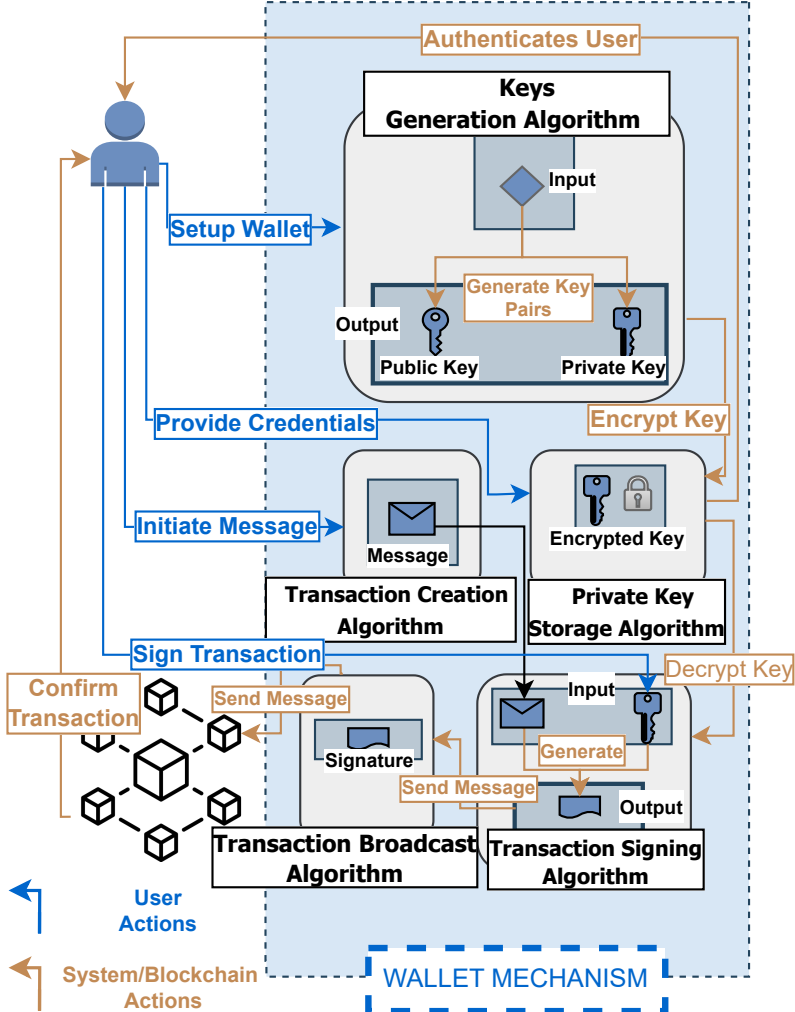 Authenticates User
Keys
Generation Algorithm
Input
Setup Wallet
Generate Key
Pairs
Output
Public Key
Private Key
Provide Credentials
Encrypt Key
Initiate Message
Message
Encrypted Key
Transaction Creation
Algorithm
Private Key
Storage Algorithm
Sign Transaction
Decrypt Key
Confirm
Transaction
Send Message
Input
Signature
Generate
Send Message
Output
Transaction Broadcast
Algorithm
Transaction Signing
Algorithm
User
Actions
System/Blockchain
Actions
WALLET MECHANISM